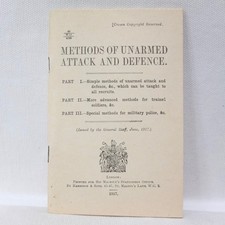 [Crown Copyright Reserved.
METHODS OF UNARMED
ATTACK AND DEFENCE.
PART I.—Simple methods of unarmed attack and
defence, &c., which can be taught to
all recruits.
PART II.—More advanced methods for trained
soldiers, &c.
PART III.—Special methods for military police, &c.
(Issued by the General Staff, June, 1917.)
LONDON:
1917.